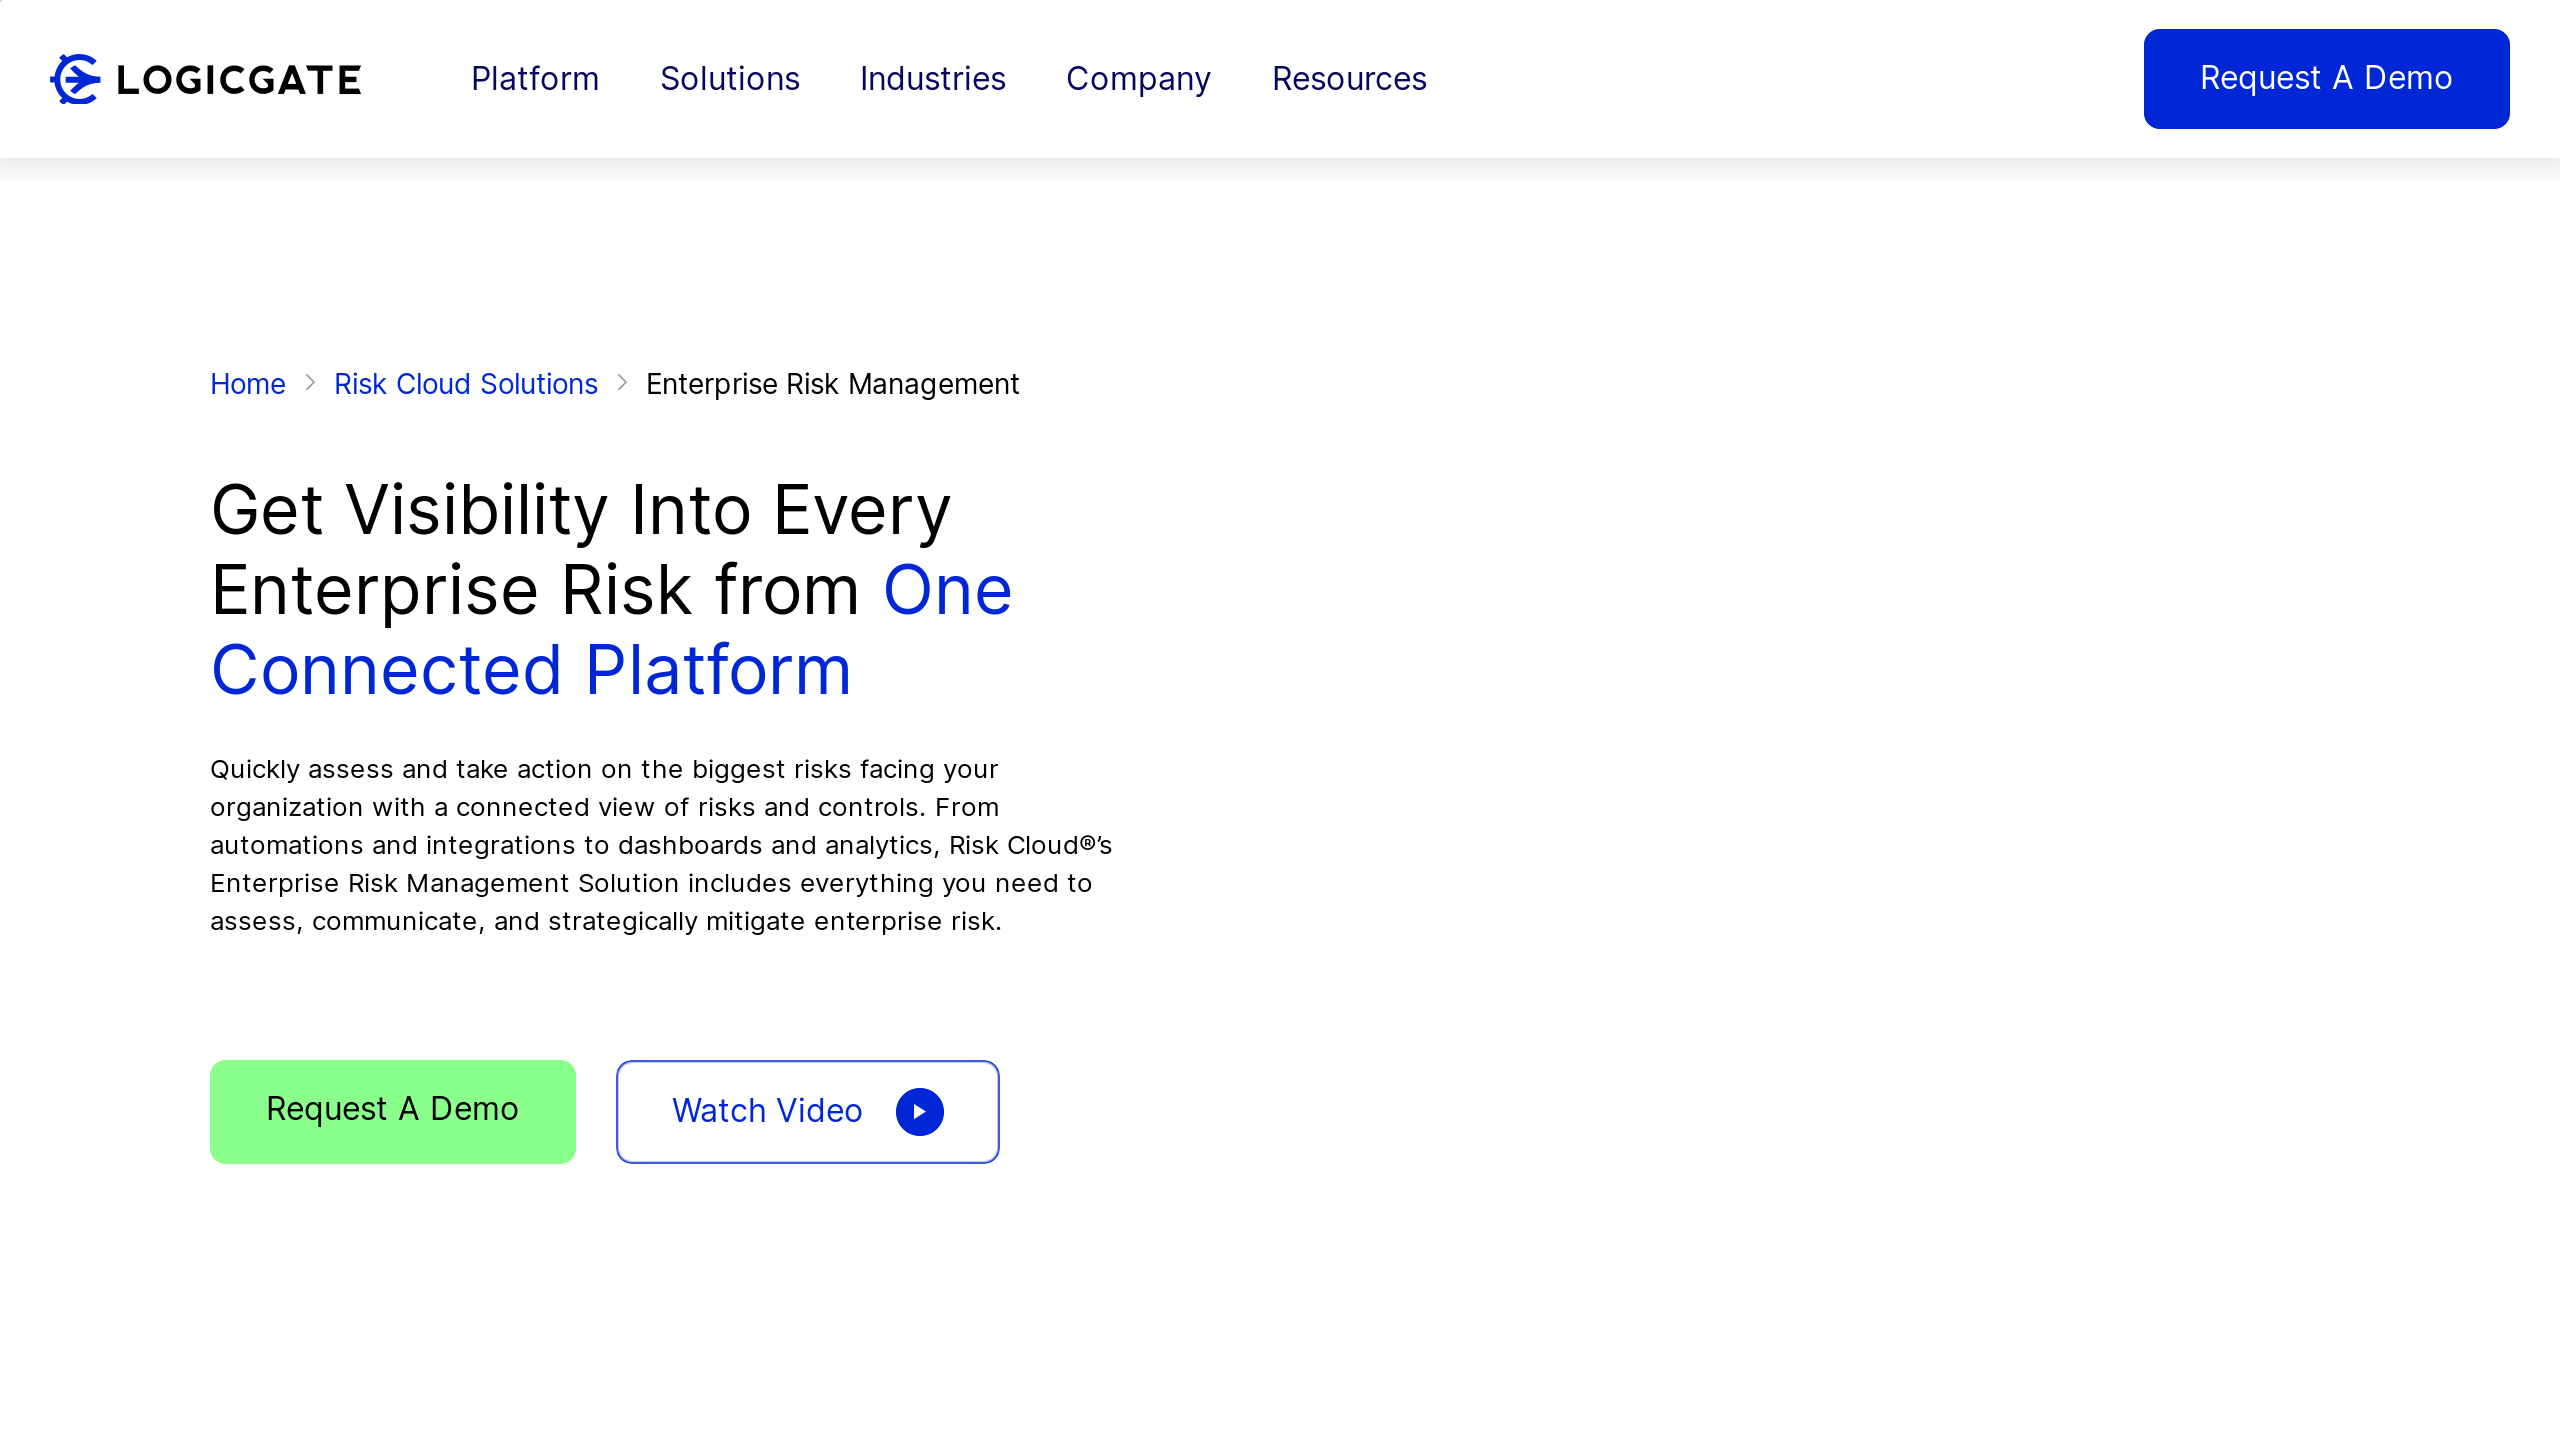 LOGICGATE
Platform
Solutions
Industries
Company
Resources
Request A Demo
Home
Risk Cloud Solutions
Enterprise Risk Management
Get Visibility Into Every
Enterprise Risk from One
Connected Platform
Quickly assess and take action on the biggest risks facing your
organization with a connected view of risks and controls. From
automations and integrations to dashboards and analytics, Risk Cloud®’s
Enterprise Risk Management Solution includes everything you need to
assess, communicate, and strategically mitigate enterprise risk.
Request A Demo
Watch Video